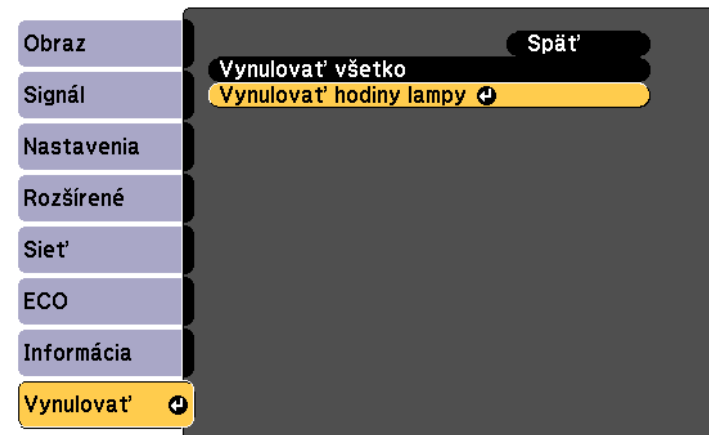 Obraz
Signál
Nastavenia
Rozšírené
Sieť
ECO
Informácia
Vynulovať
Späť
Vynulovať všetko
Vynulovať hodiny lampy